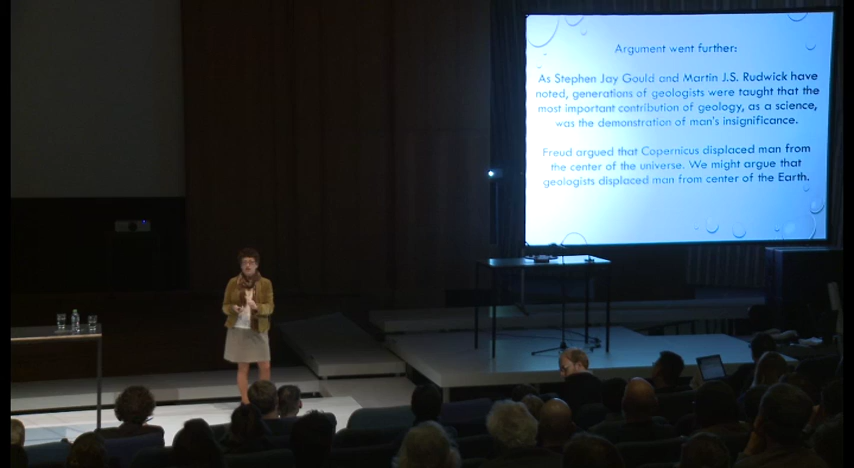 Argument went further:
As Stephen Jay Gould and Martin J.S. Rudwick have
noted, generations of geologists were taught that the
most important contribution of geology, as a science,
was the demonstration of man's insignificance.
Freud argued that Copernicus displaced man from
the center of the universe. We might argue that
geologists displaced man from center of the Earth.